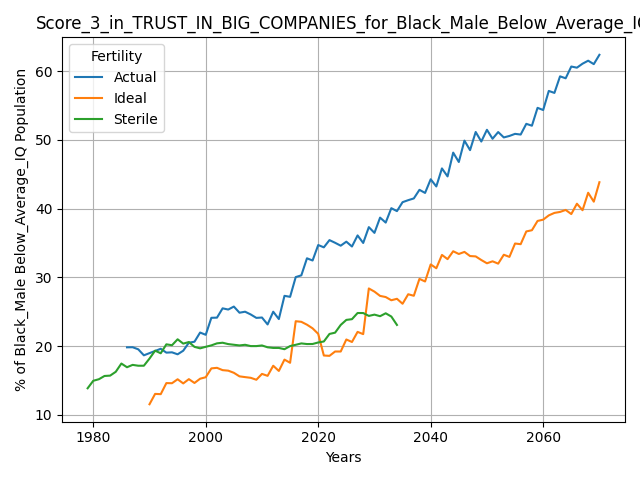 Score_3_in_TRUST_IN_BIG_COMPANIES_for_Black_Male_Below_Average_IQ
Fertility
Actual
Ideal
Sterile
% of Black_Male Below_Average_IQ Population
60
50
40
30
20
10
1980 2000 2020 2040 2060
Years